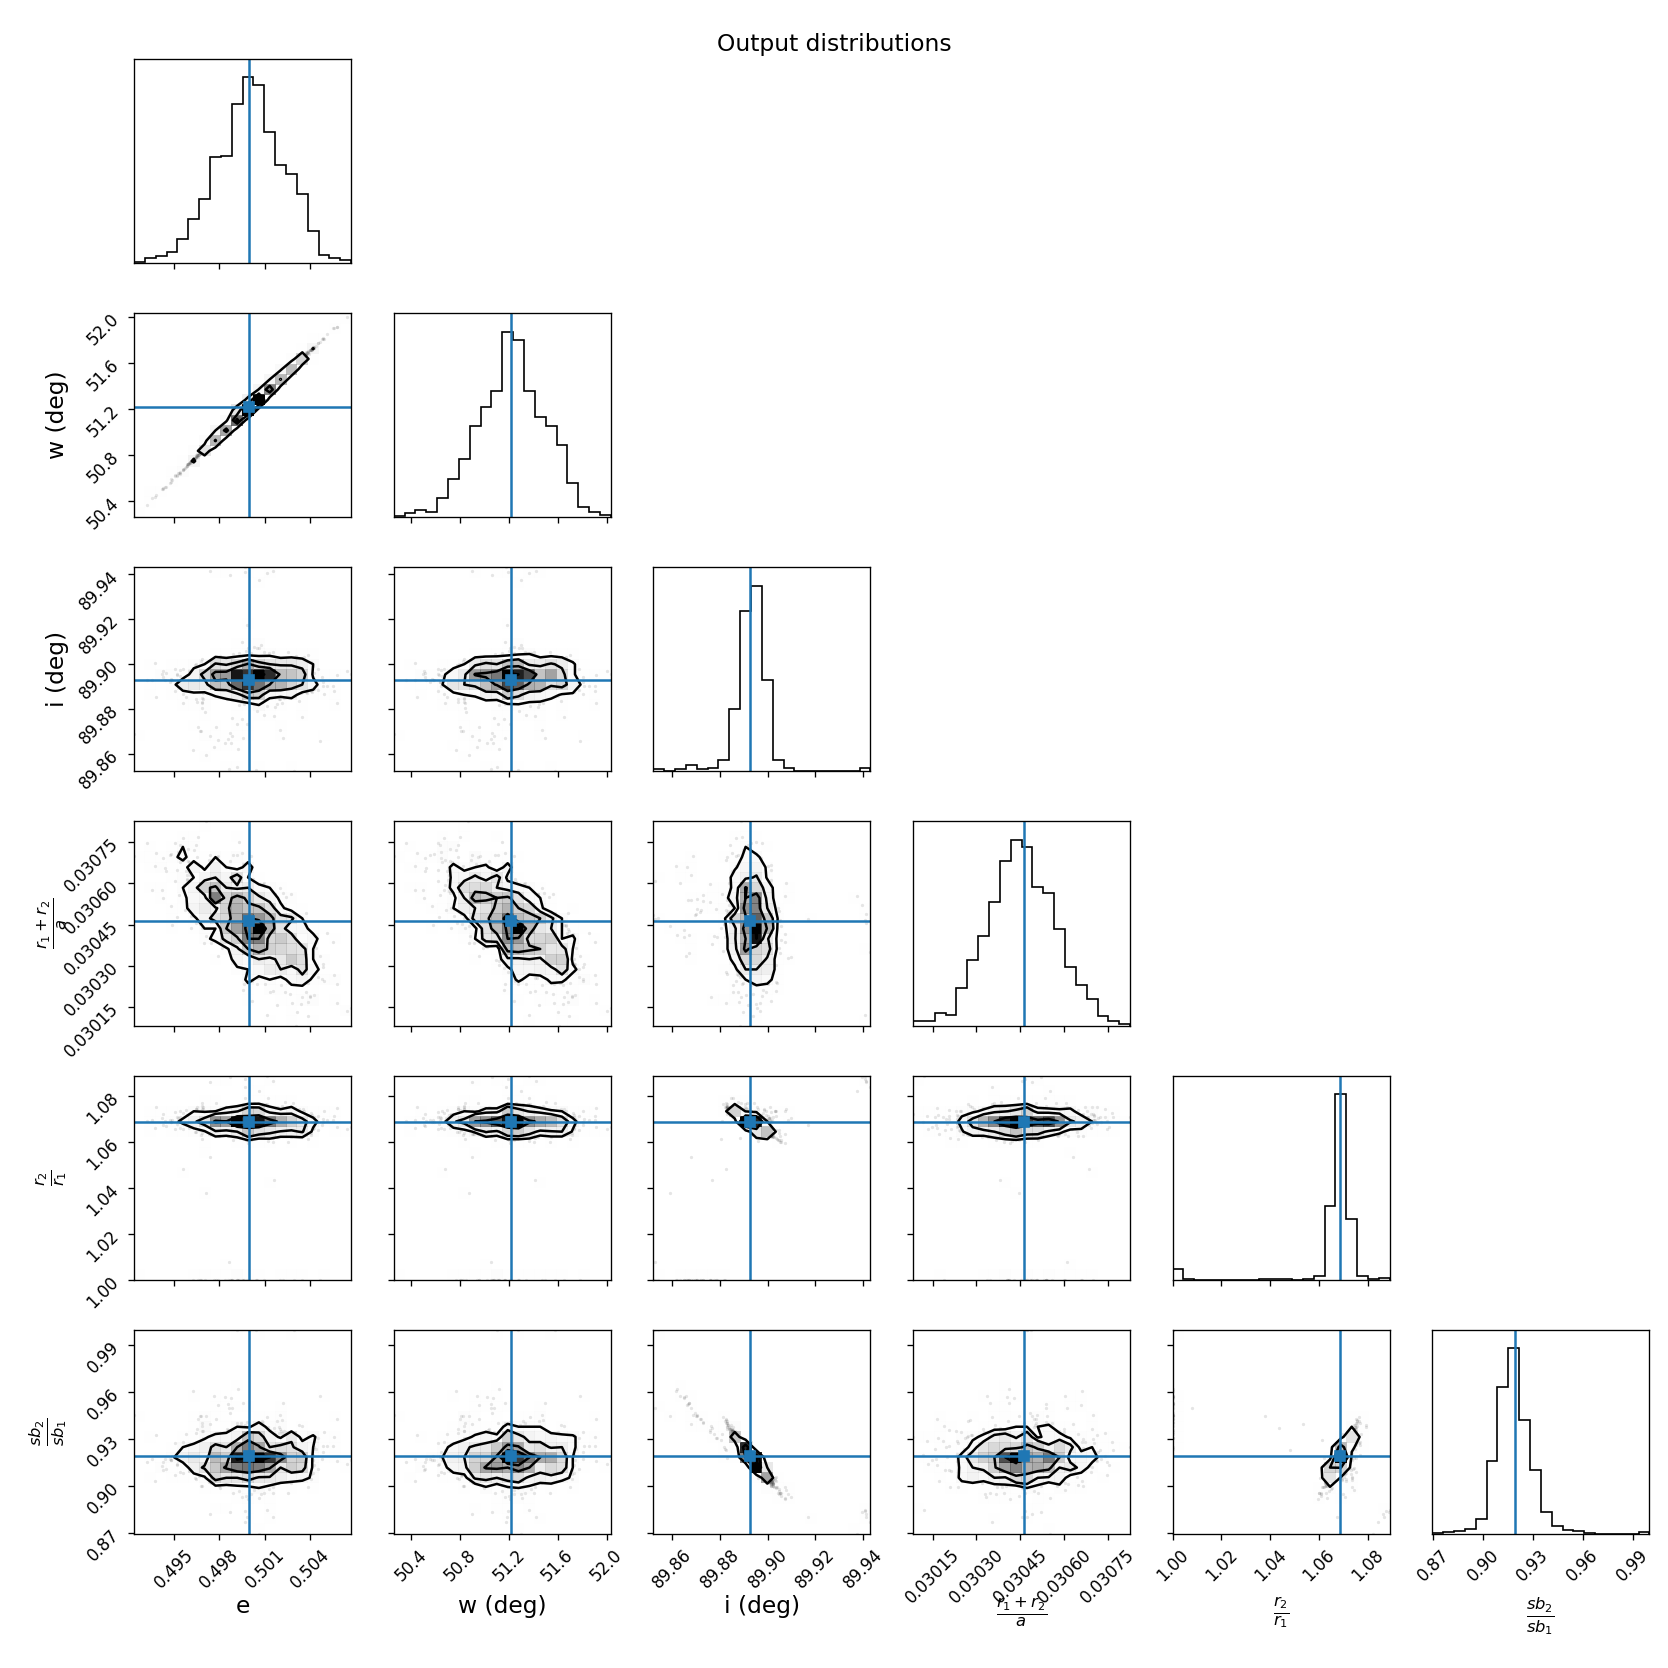 Output distributions
w (deg)
52.0
51.6
51.2
50.8
50.4
i (deg)
89.94
89.92
89.90
89.88
89.86
r₁ + r₂
a
0.03075
0.03060
0.03045
0.03030
0.03015
r₂
r₁
1.08
1.06
1.04
1.02
1.00
sb₂
sb₁
0.99
0.96
0.93
0.90
0.87
0.495 0.498 0.501 0.504
50.4 50.8 51.2 51.6 52.0
89.86 89.88 89.90 89.92 89.94
0.03015 0.03030 0.03045 0.03060 0.03075
1.00 1.02 1.04 1.06 1.08
0.87 0.90 0.93 0.96 0.99
e
w (deg)
i (deg)
r₁ + r₂
a
r₂
r₁
sb₂
sb₁